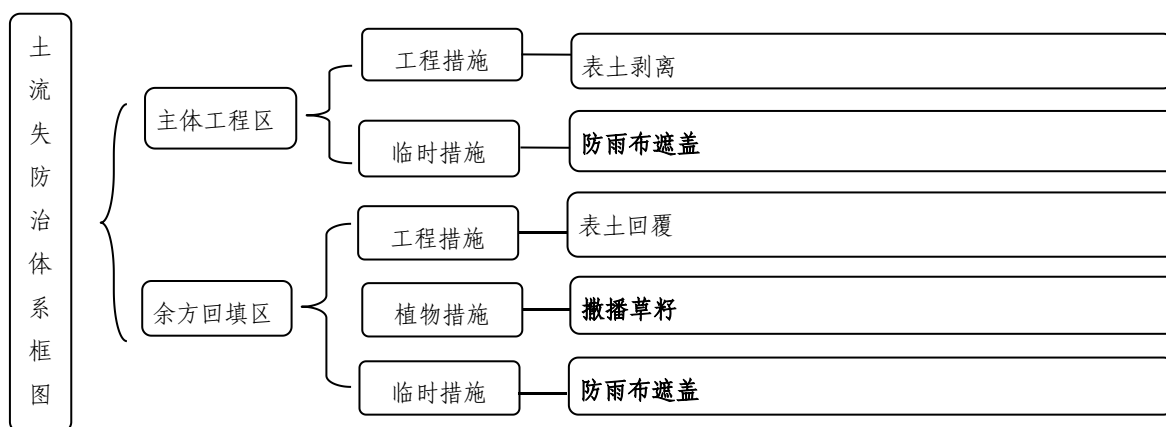 土流失防治体系框图
主体工程区
工程措施
表土剥离
临时措施
防雨布遮盖
余方回填区
工程措施
表土回覆
植物措施
撒播草籽
临时措施
防雨布遮盖